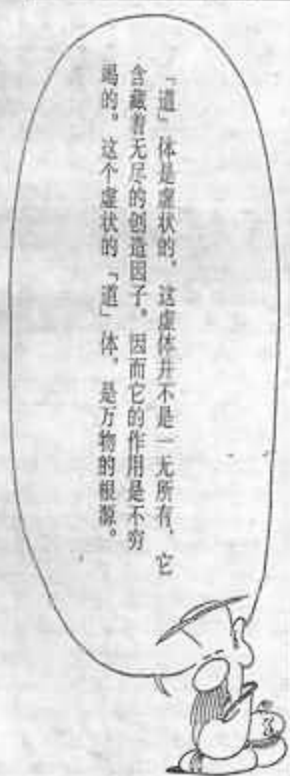 「道」体是虚状的，这虚体并不是一无所有，它
含藏着无尽的创造因子。因而它的作用是不穷
竭的。这个虚状的「道」体，是万物的根源。